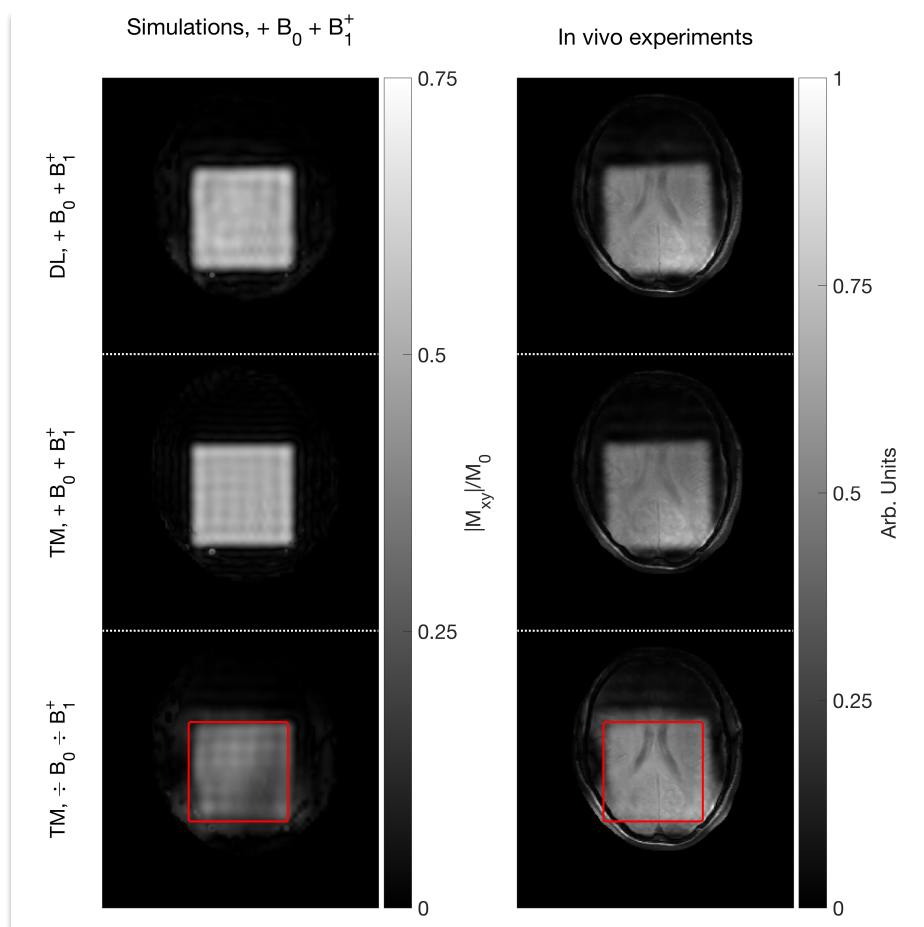 Simulations, + B₀ + B₁⁺
In vivo experiments
DL, + B₀ + B₁⁺
TM, + B₀ + B₁⁺
TM, ÷ B₀ ÷ B₁⁺
0.75
0.5
0.25
0
|Mxy|/M₀
1
0.75
0.5
0.25
0
Arb. Units